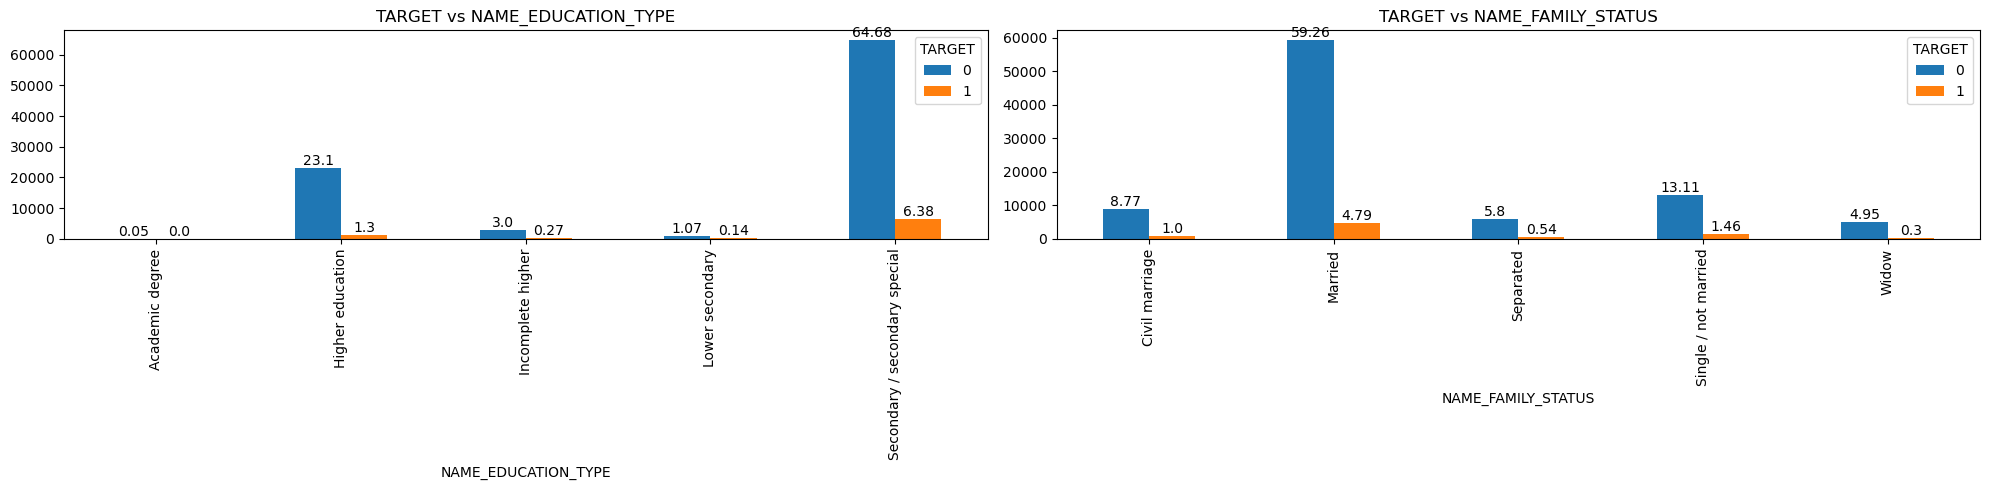 TARGET vs NAME_EDUCATION_TYPE
60000
50000
40000
30000
20000
10000
0
0.05
0.0
23.1
1.3
3.0
0.27
1.07
0.14
64.68
6.38
TARGET
0
1
Academic degree
Higher education
Incomplete higher
Lower secondary
Secondary / secondary special
NAME_EDUCATION_TYPE
TARGET vs NAME_FAMILY_STATUS
60000
50000
40000
30000
20000
10000
0
8.77
1.0
59.26
4.79
5.8
0.54
13.11
1.46
4.95
0.3
TARGET
0
1
Civil marriage
Married
Separated
Single / not married
Widow
NAME_FAMILY_STATUS